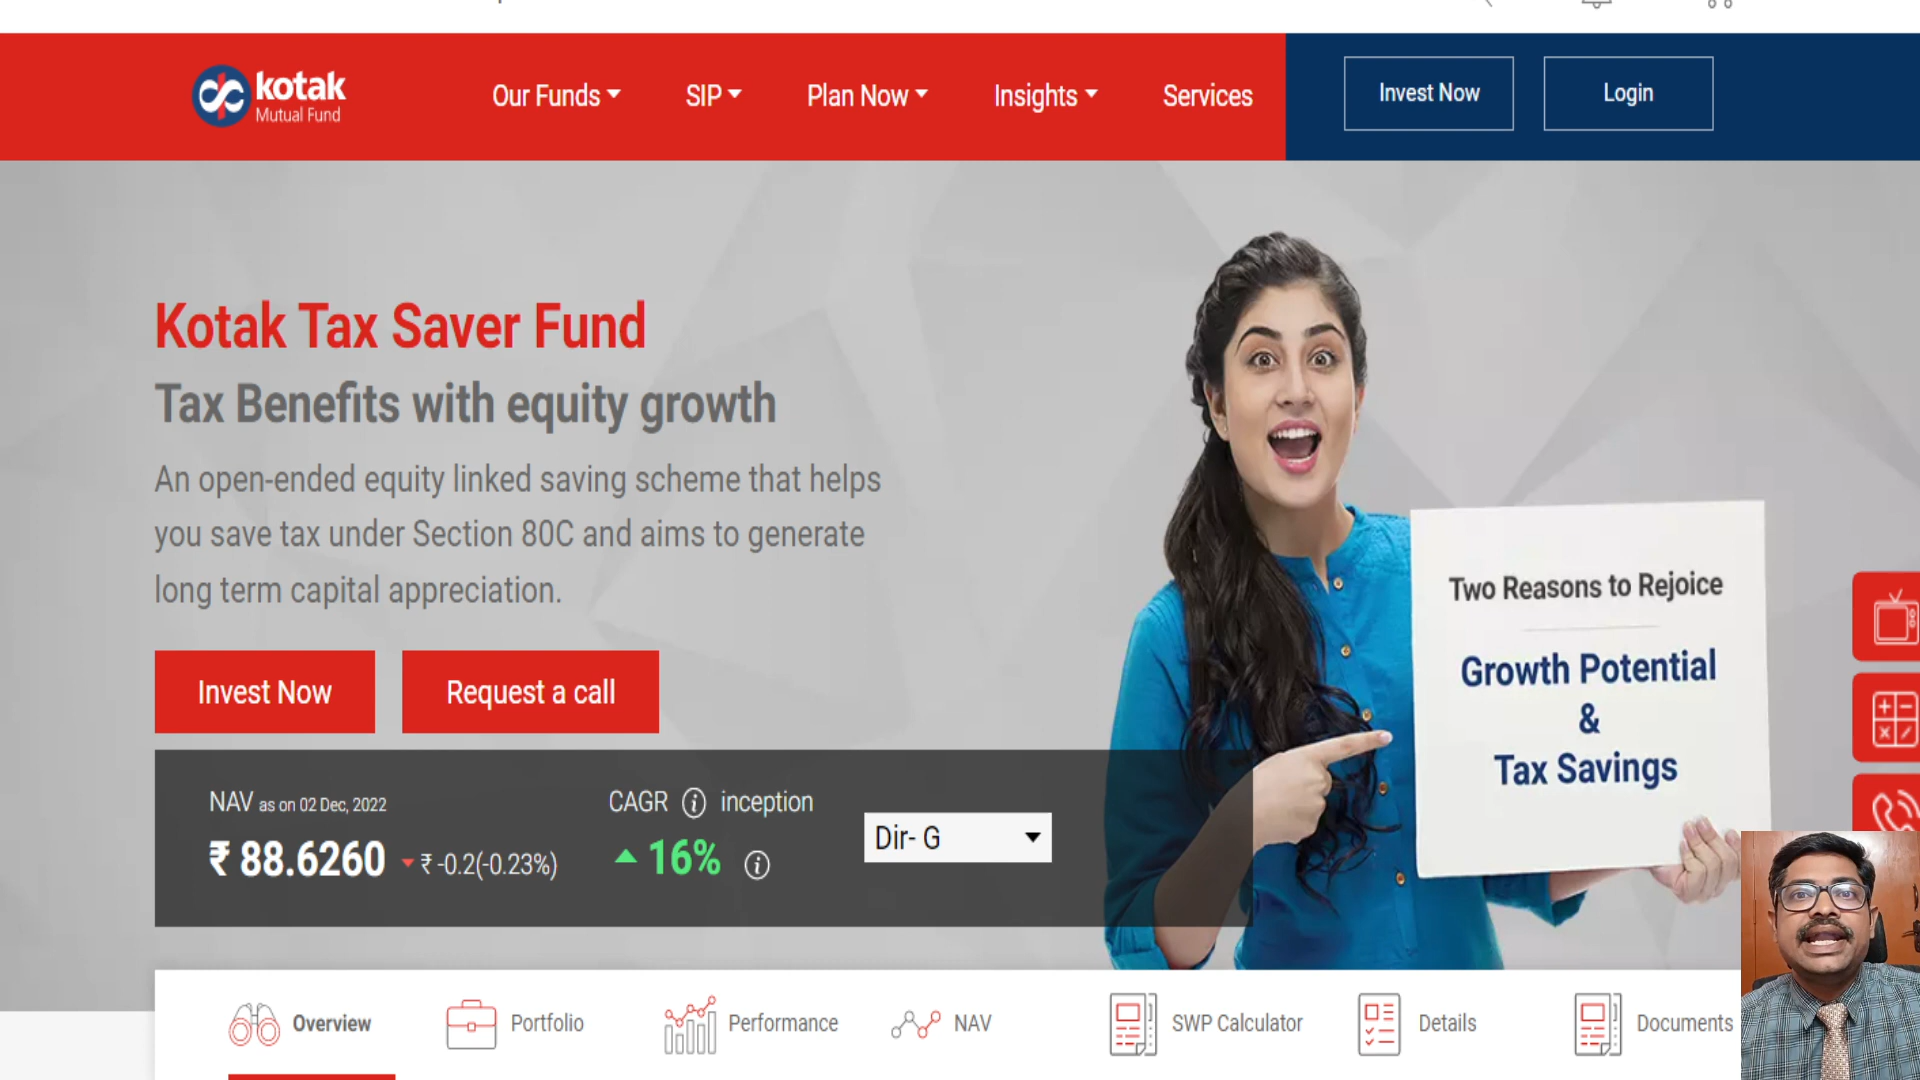 kotak
Mutual Fund
Our Funds
SIP
Plan Now
Insights
Services
Invest Now
Login
Kotak Tax Saver Fund
Tax Benefits with equity growth
An open-ended equity linked saving scheme that helps
you save tax under Section 80C and aims to generate
long term capital appreciation.
Invest Now
Request a call
Two Reasons to Rejoice
Growth Potential
&
Tax Savings
NAV as on 02 Dec, 2022
₹ 88.6260 ₹ -0.2(-0.23%)
CAGR i inception
16% i
Dir- G
Overview
Portfolio
Performance
NAV
SWP Calculator
Details
Documents